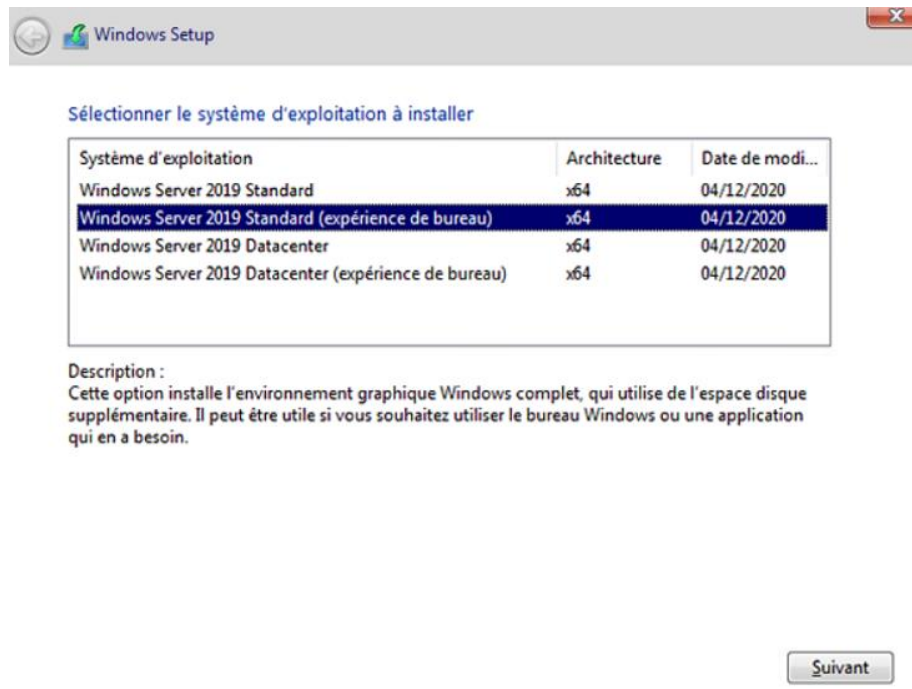 Windows Setup
Sélectionner le système d'exploitation à installer
Système d'exploitation Architecture Date de modi...
Windows Server 2019 Standard x64 04/12/2020
Windows Server 2019 Standard (expérience de bureau) x64 04/12/2020
Windows Server 2019 Datacenter x64 04/12/2020
Windows Server 2019 Datacenter (expérience de bureau) x64 04/12/2020
Description :
Cette option installe l'environnement graphique Windows complet, qui utilise de l'espace disque
supplémentaire. Il peut être utile si vous souhaitez utiliser le bureau Windows ou une application
qui en a besoin.
Suivant